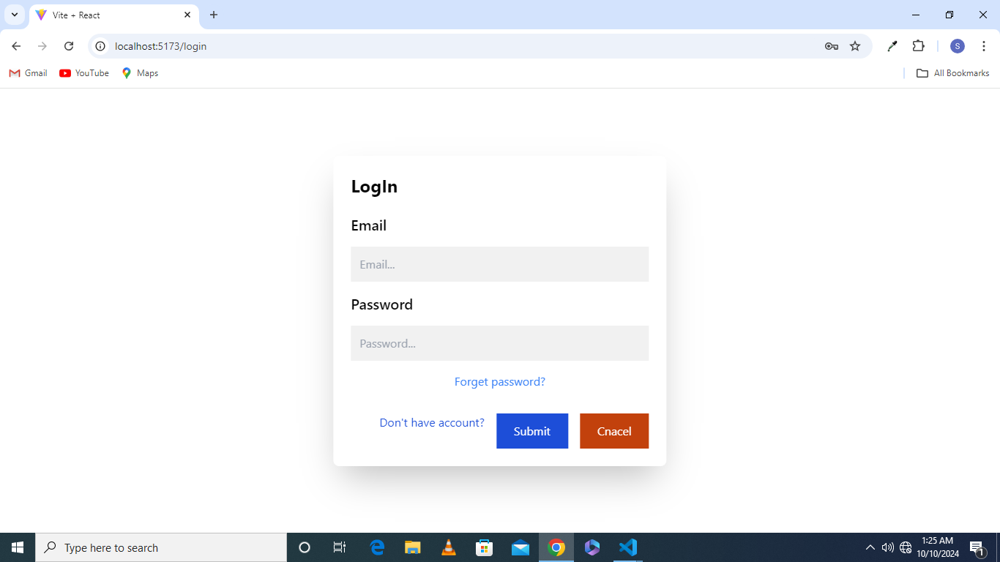 Vite + React
localhost:5173/login
S
Gmail YouTube Maps All Bookmarks
LogIn
Email
Email...
Password
Password...
Forget password?
Don't have account? Submit Cnacel
Type here to search
1:25 AM
10/10/2024
1